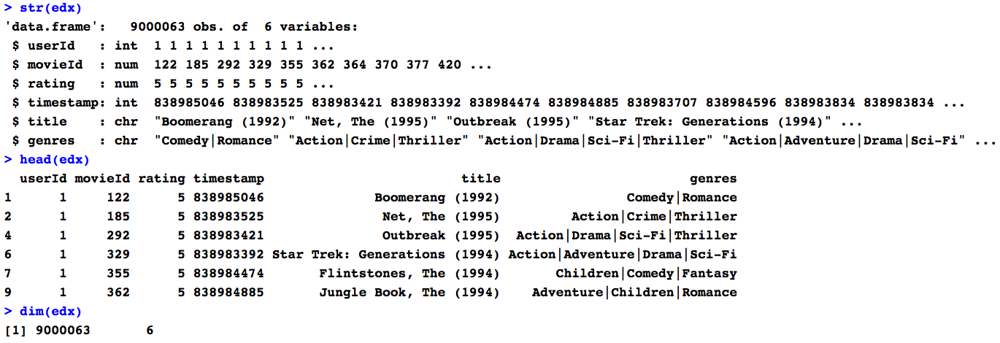 > str(edx)
'data.frame':   9000063 obs. of  6 variables:
 $ userId   : int  1 1 1 1 1 1 1 1 1 1 ...
 $ movieId  : num  122 185 292 329 355 362 364 370 377 420 ...
 $ rating   : num  5 5 5 5 5 5 5 5 5 5 ...
 $ timestamp: int  838985046 838983525 838983421 838983392 838984474 838984885 838983707 838984596 838983834 838983834 ...
 $ title    : chr  "Boomerang (1992)" "Net, The (1995)" "Outbreak (1995)" "Star Trek: Generations (1994)" ...
 $ genres   : chr  "Comedy|Romance" "Action|Crime|Thriller" "Action|Drama|Sci-Fi|Thriller" "Action|Adventure|Drama|Sci-Fi" ...
> head(edx)
  userId movieId rating timestamp                         title                       genres
1      1     122      5 838985046              Boomerang (1992)               Comedy|Romance
2      1     185      5 838983525               Net, The (1995)        Action|Crime|Thriller
4      1     292      5 838983421               Outbreak (1995)  Action|Drama|Sci-Fi|Thriller
6      1     329      5 838983392 Star Trek: Generations (1994) Action|Adventure|Drama|Sci-Fi
7      1     355      5 838984474       Flintstones, The (1994)       Children|Comedy|Fantasy
9      1     362      5 838984885       Jungle Book, The (1994)    Adventure|Children|Romance
> dim(edx)
[1] 9000063       6